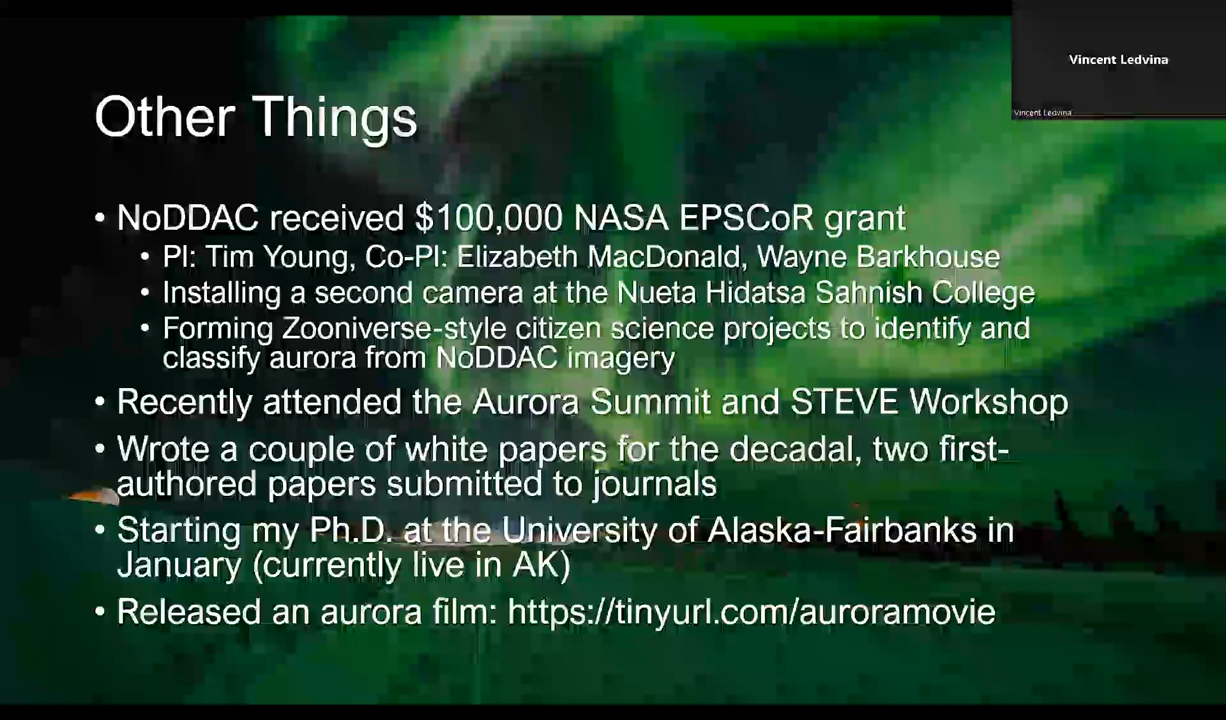 Vincent Ledvina
Vincent Ledvina
Other Things
• NoDDAC received $100,000 NASA EPSCoR grant
• PI: Tim Young, Co-PI: Elizabeth MacDonald, Wayne Barkhouse
• Installing a second camera at the Nueta Hidatsa Sahnish College
• Forming Zooniverse-style citizen science projects to identify and
classify aurora from NoDDAC imagery
• Recently attended the Aurora Summit and STEVE Workshop
• Wrote a couple of white papers for the decadal, two first-
authored papers submitted to journals
• Starting my Ph.D. at the University of Alaska-Fairbanks in
January (currently live in AK)
• Released an aurora film: https://tinyurl.com/auroramovie